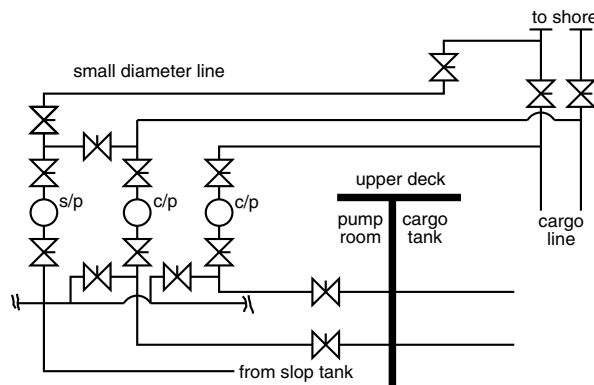 to shore
small diameter line
s/p
c/p
c/p
upper deck
pump
room
cargo
tank
cargo
line
from slop tank